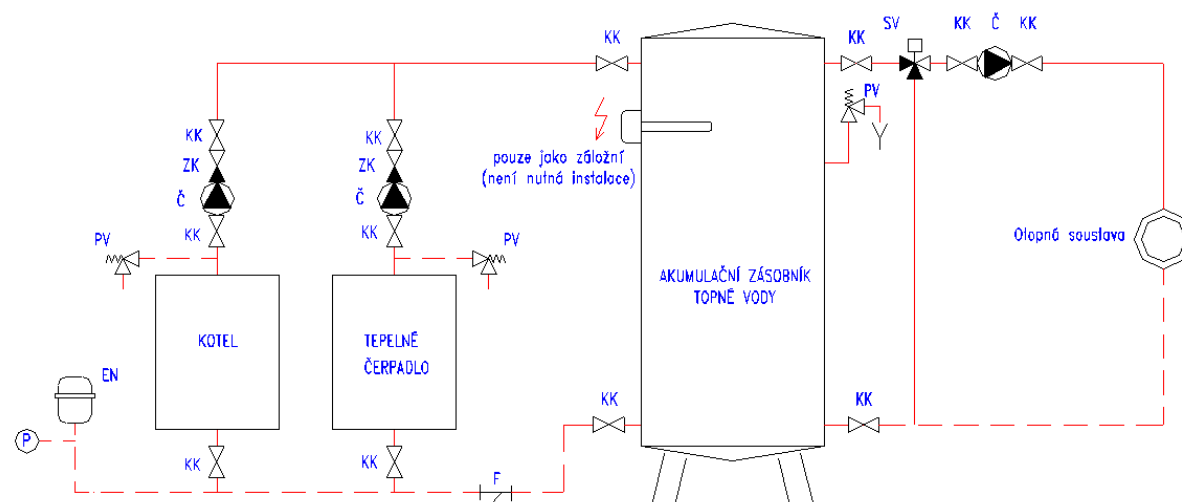 KK
KK
SV
KK
Č
KK
PV
KK
KK
ZK
ZK
Č
Č
KK
KK
pouze jako záložní
(není nutná instalace)
PV
PV
Otopná soustava
AKUMULAČNÍ ZÁSOBNÍK
TOPNÉ VODY
KOTEL
TEPELNÉ
ČERPADLO
EN
P
KK
KK
KK
KK
F